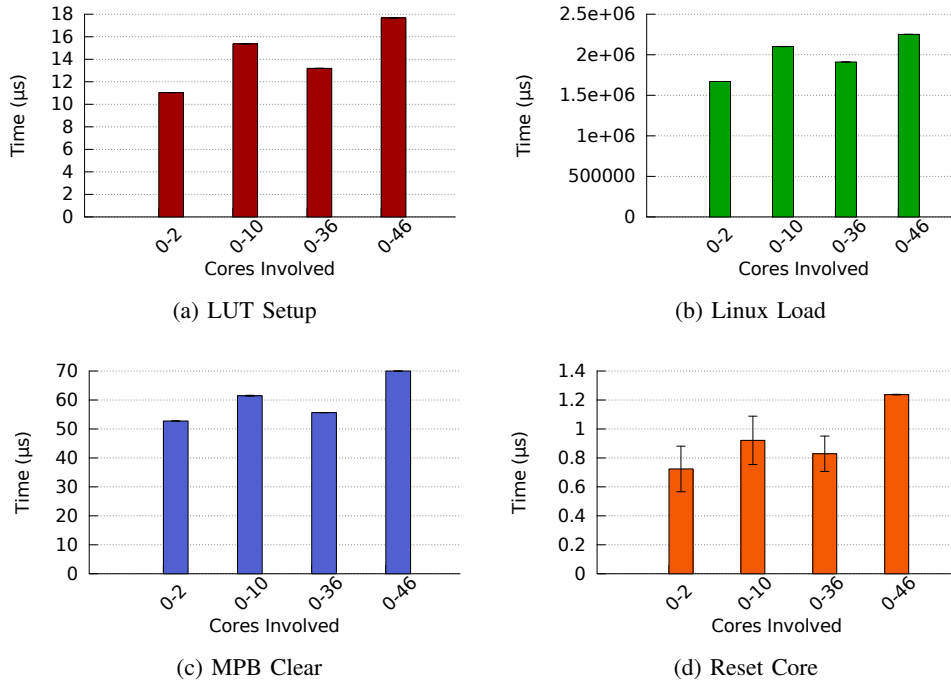 18
16
14
12
10
8
6
4
2
0
Time (µs)
0-2
0-10
0-36
0-46
Cores Involved
(a) LUT Setup
2.5e+06
2e+06
1.5e+06
1e+06
500000
0
Time (µs)
0-2
0-10
0-36
0-46
Cores Involved
(b) Linux Load
70
60
50
40
30
20
10
0
Time (µs)
0-2
0-10
0-36
0-46
Cores Involved
(c) MPB Clear
1.4
1.2
1
0.8
0.6
0.4
0.2
0
Time (µs)
0-2
0-10
0-36
0-46
Cores Involved
(d) Reset Core